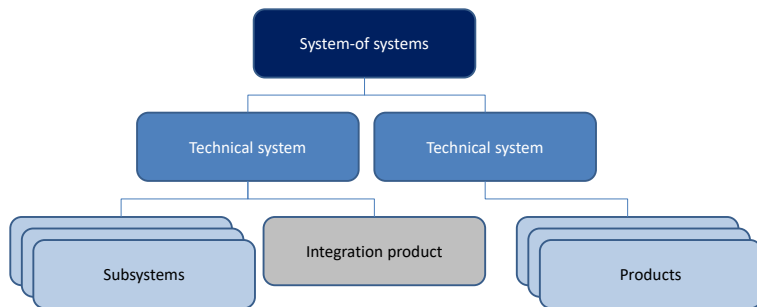 System-of systems
Technical system
Technical system
Subsystems
Integration product
Products